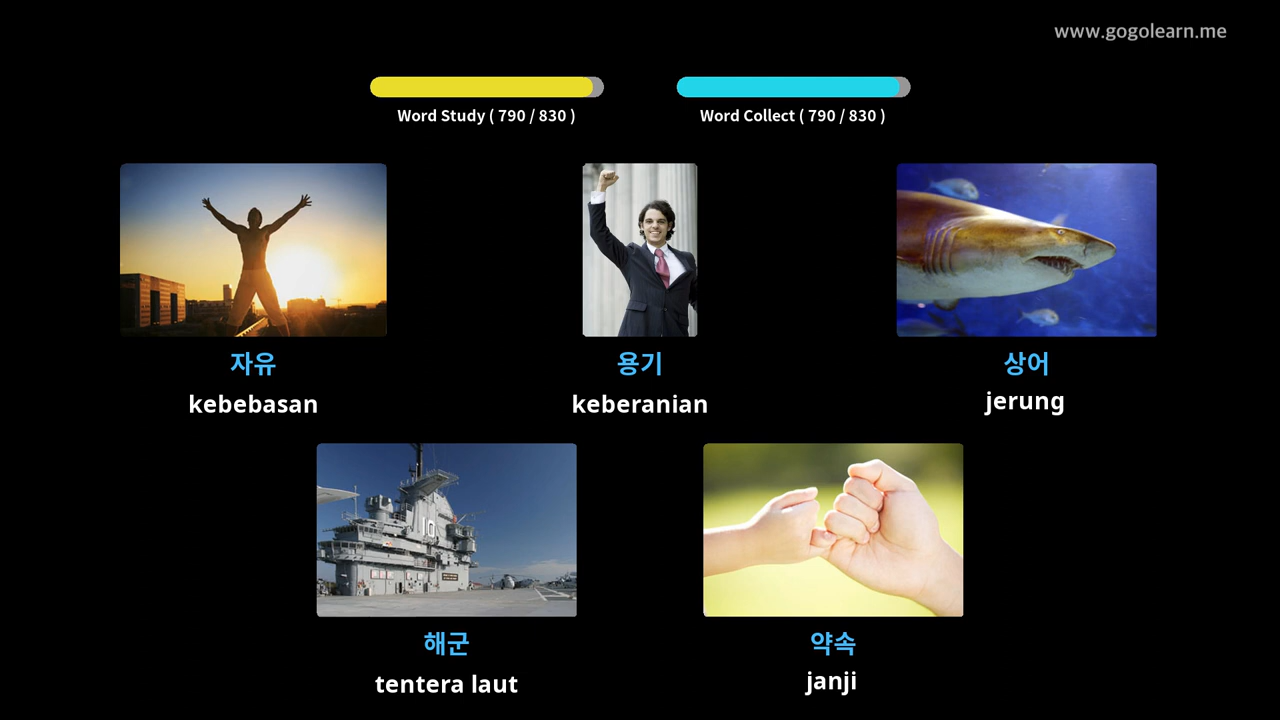 www.gogolearn.me
Word Study ( 790 / 830 )
Word Collect ( 790 / 830 )
자유
kebebasan
용기
keberanian
상어
jerung
16
해군
tentera laut
약속
janji